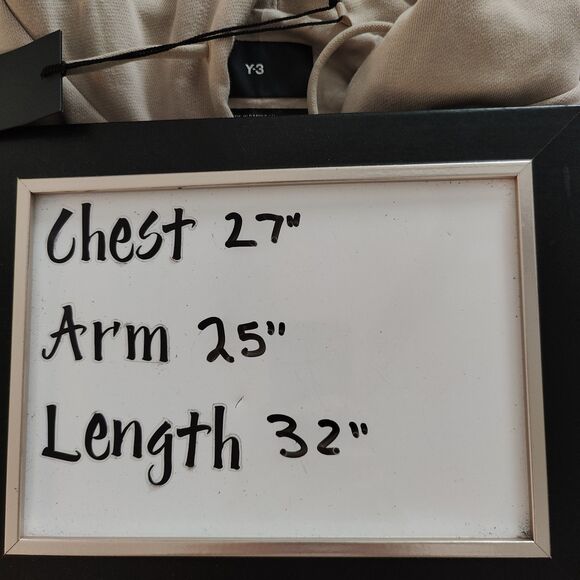 Y-3
Chest 27"
Arm 25"
Length 32"